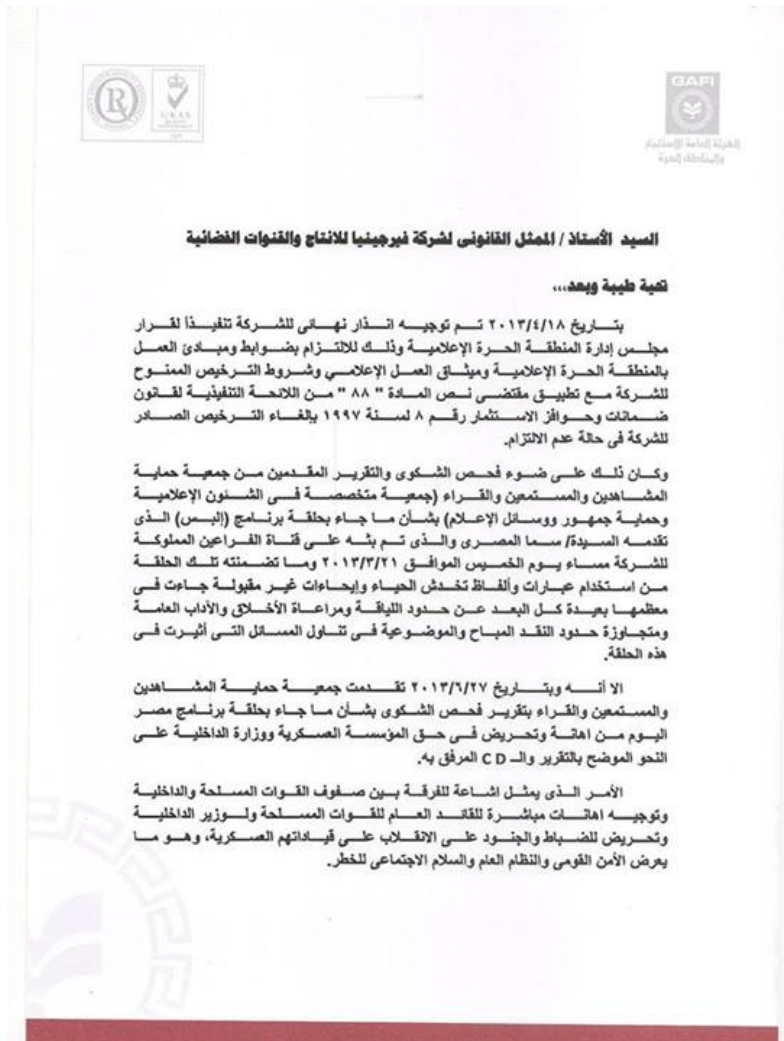 GAFI
الهيئة العامة للاستثمار
والمناطق الحرة
UKAS
السيد الأستاذ / الممثل القانونى لشركة فيرجينيا للانتاج والقنوات الفضائية
تحية طيبة وبعد،،،
بتاريخ ٢٠١٣/٤/١٨ تم توجيه انذار نهائى للشركة تنفيذاً لقرار
مجلس إدارة المنطقة الحرة الإعلامية وذلك للالتزام بضوابط ومبادئ العمل
بالمنطقة الحرة الإعلامية وميثاق العمل الإعلامي وشروط الترخيص الممنوح
للشركة مع تطبيق مقتضى نص المادة " ٨٨ " من اللائحة التنفيذية لقانون
ضمانات وحوافز الاستثمار رقم ٨ لسنة ١٩٩٧ بإلغاء الترخيص الصادر
للشركة فى حالة عدم الالتزام.
وكان ذلك على ضوء فحص الشكوى والتقرير المقدمين من جمعية حماية
المشاهدين والمستمعين والقراء (جمعية متخصصة فى الشئون الإعلامية
وحماية جمهور ووسائل الإعلام) بشأن ما جاء بحلقة برنامج (إلبس) الذى
تقدمه السيدة/ سما المصرى والذى تم بثه على قناة الفراعين المملوكة
للشركة مساء يوم الخميس الموافق ٢٠١٣/٣/٢١ وما تضمنته تلك الحلقة
من استخدام عبارات وألفاظ تخدش الحياء وإيحاءات غير مقبولة جاءت فى
معظمها بعيدة كل البعد عن حدود اللياقة ومراعاة الأخلاق والآداب العامة
ومتجاوزة حدود النقد المباح والموضوعية فى تناول المسائل التى أثيرت فى
هذه الحلقة.
الا أنه وبتاريخ ٢٠١٣/٦/٢٧ تقدمت جمعية حماية المشاهدين
والمستمعين والقراء بتقرير فحص الشكوى بشأن ما جاء بحلقة برنامج مصر
اليوم من اهانة وتحريض فى حق المؤسسة العسكرية ووزارة الداخلية على
النحو الموضح بالتقرير والـ CD المرفق به.
الأمر الذى يمثل اشاعة للفرقة بين صفوف القوات المسلحة والداخلية
وتوجيه اهانات مباشرة للقائد العام للقوات المسلحة ولوزير الداخلية
وتحريض للضباط والجنود على الانقلاب على قياداتهم العسكرية، وهو ما
يعرض الأمن القومى والنظام العام والسلام الاجتماعى للخطر.